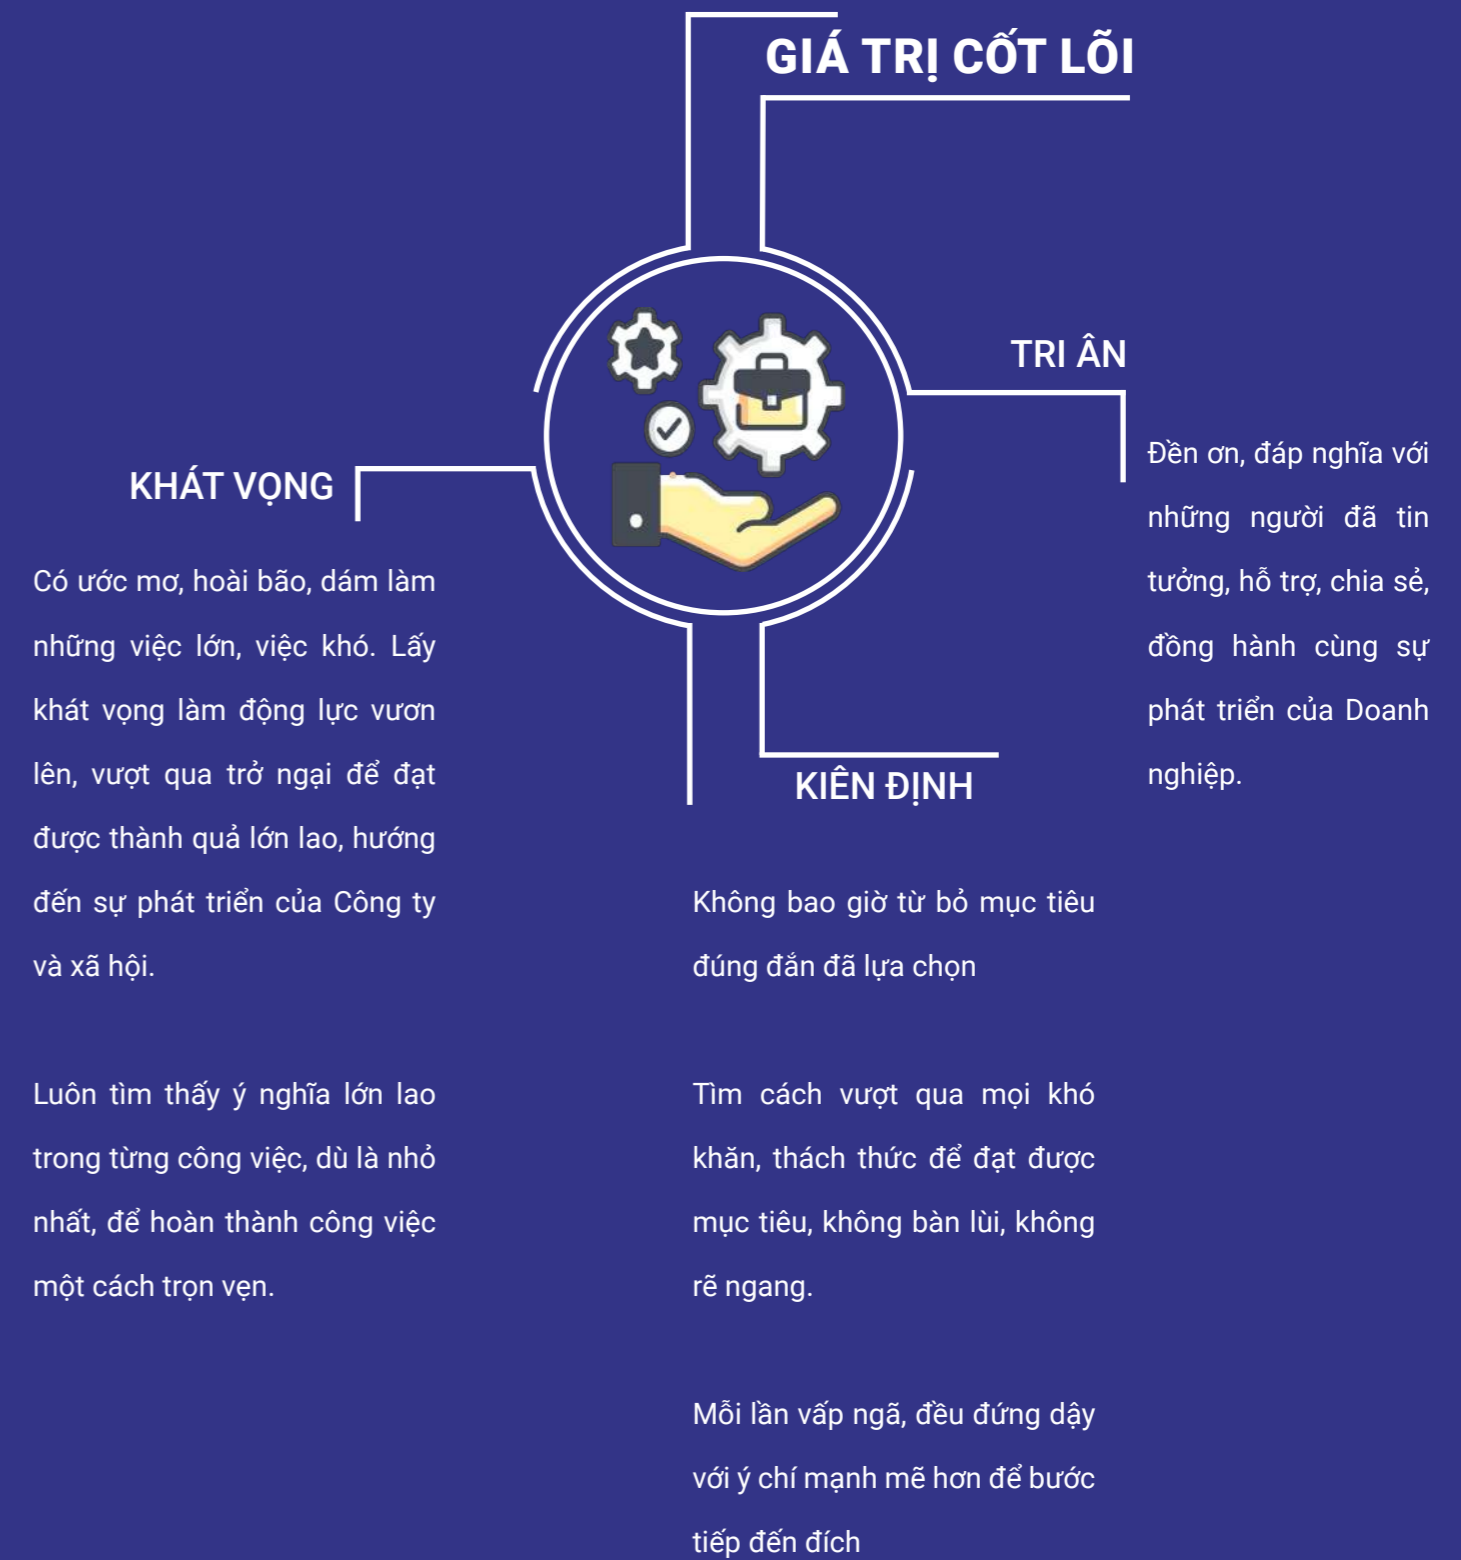 GIÁ TRỊ CỐT LÕI
KHÁT VỌNG
Có ước mơ, hoài bão, dám làm
những việc lớn, việc khó. Lấy
khát vọng làm động lực vươn
lên, vượt qua trở ngại để đạt
được thành quả lớn lao, hướng
đến sự phát triển của Công ty
và xã hội.
Luôn tìm thấy ý nghĩa lớn lao
trong từng công việc, dù là nhỏ
nhất, để hoàn thành công việc
một cách trọn vẹn.
KIÊN ĐỊNH
Không bao giờ từ bỏ mục tiêu
đúng đắn đã lựa chọn
Tìm cách vượt qua mọi khó
khăn, thách thức để đạt được
mục tiêu, không bàn lùi, không
rẽ ngang.
Mỗi lần vấp ngã, đều đứng dậy
với ý chí mạnh mẽ hơn để bước
tiếp đến đích
TRI ÂN
Đền ơn, đáp nghĩa với
những người đã tin
tưởng, hỗ trợ, chia sẻ,
đồng hành cùng sự
phát triển của Doanh
nghiệp.